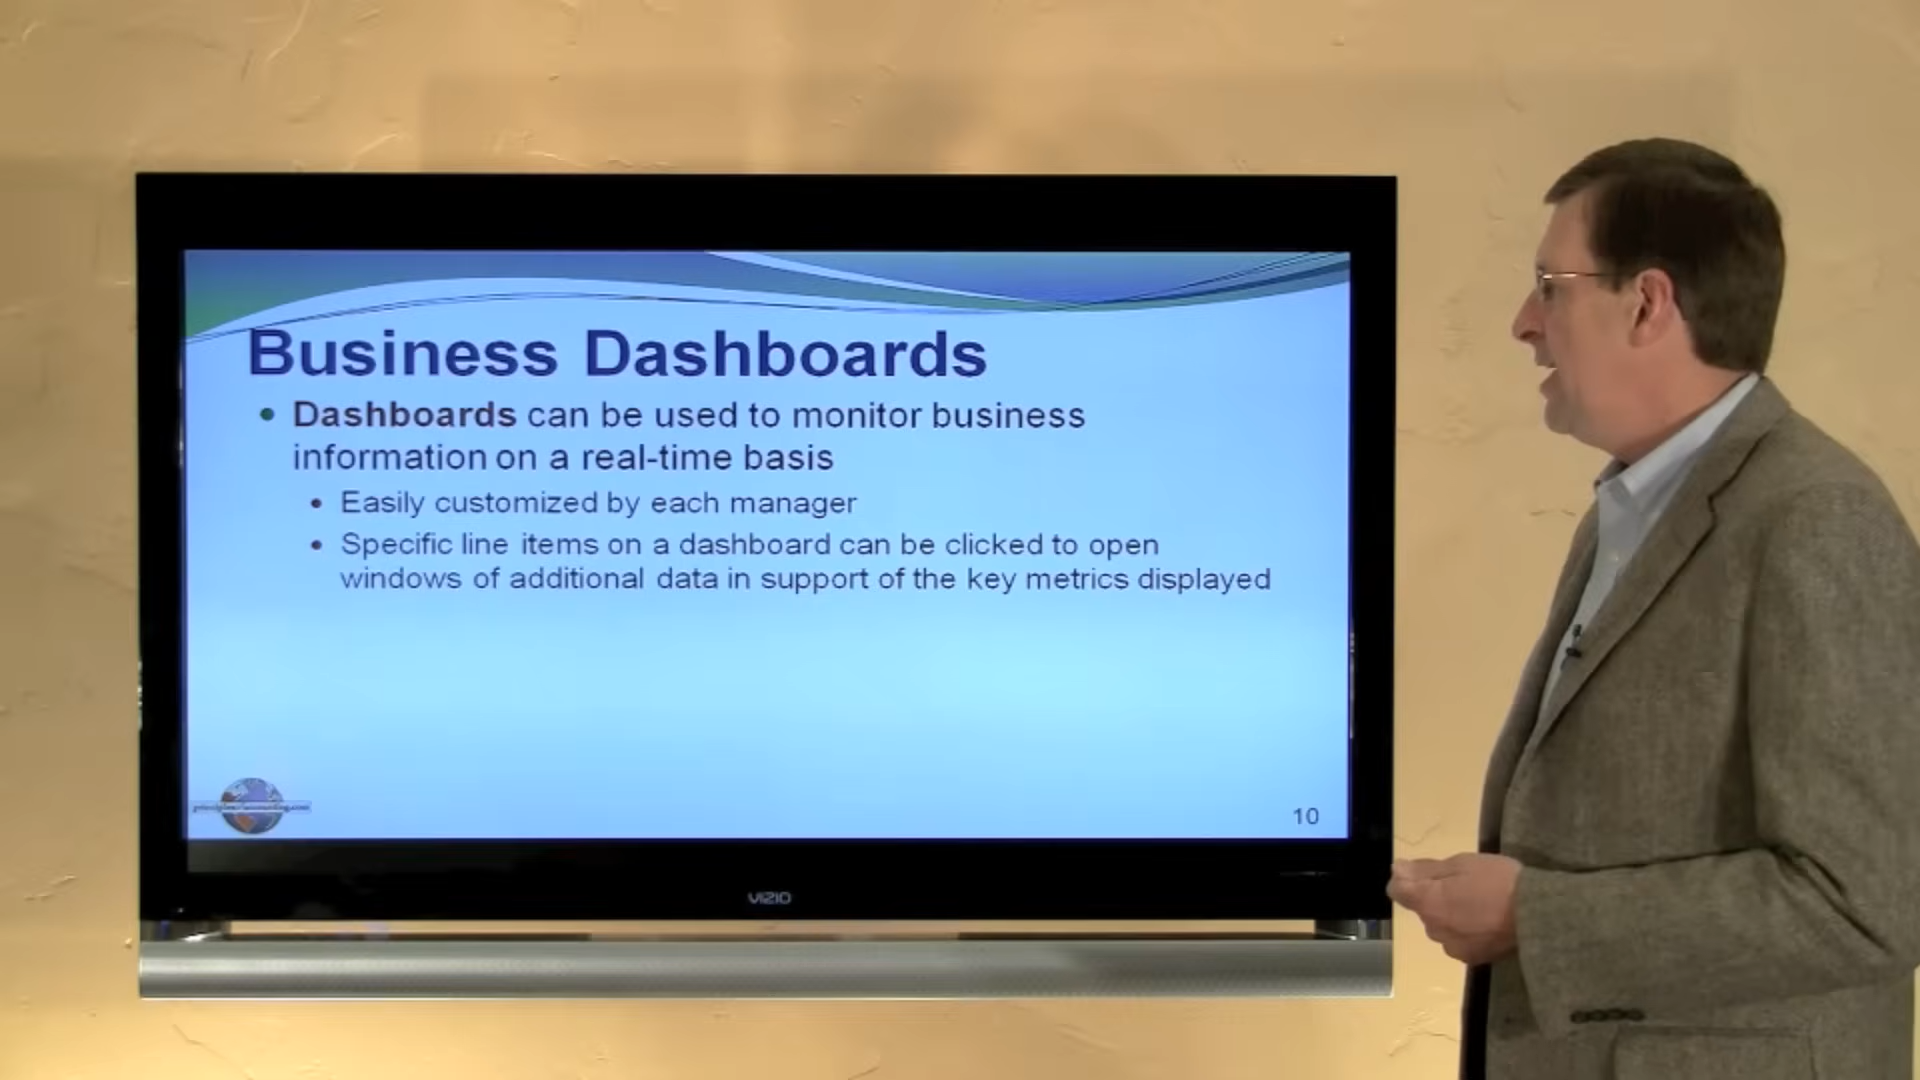 Business Dashboards
• Dashboards can be used to monitor business
information on a real-time basis
• Easily customized by each manager
• Specific line items on a dashboard can be clicked to open
windows of additional data in support of the key metrics displayed
principlesofaccounting.com
10
VIZIO